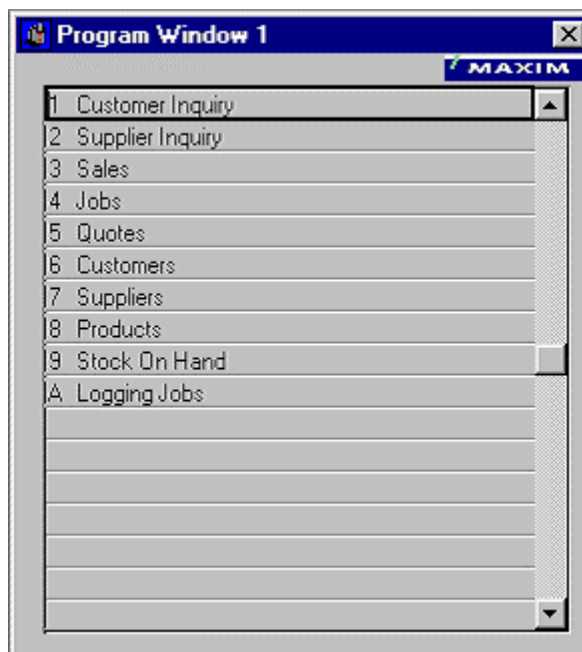 Program Window 1
MAXIM
1 Customer Inquiry
2 Supplier Inquiry
3 Sales
4 Jobs
5 Quotes
6 Customers
7 Suppliers
8 Products
9 Stock On Hand
A Logging Jobs